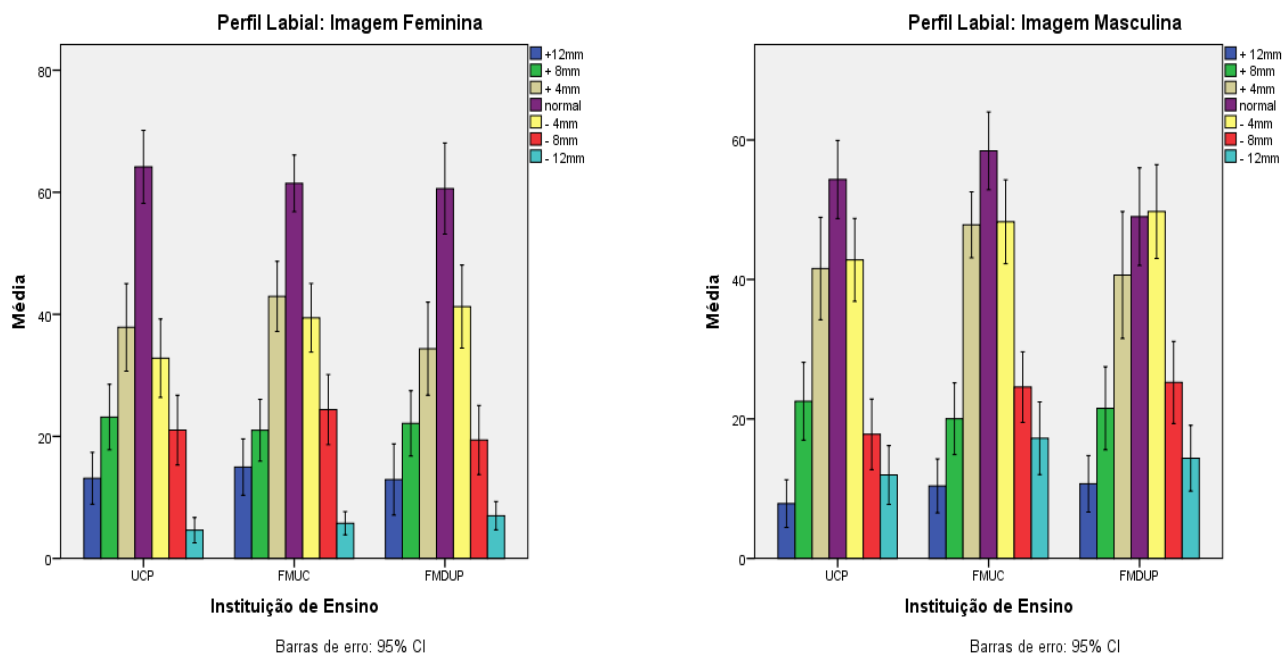 Perfil Labial: Imagem Feminina
80
60
40
20
0
Média
UCP
FMUC
FMDUP
Instituição de Ensino
Barras de erro: 95% CI
+12mm
+ 8mm
+ 4mm
normal
- 4mm
- 8mm
- 12mm
Perfil Labial: Imagem Masculina
60
40
20
0
Média
UCP
FMUC
FMDUP
Instituição de Ensino
Barras de erro: 95% CI
+ 12mm
+ 8mm
+ 4mm
normal
- 4mm
- 8mm
- 12mm